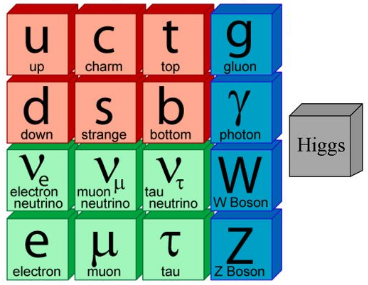 u c t g
up charm top gluon
d s b γ
down strange bottom photon
νe νμ ντ W
electron neutrino muon neutrino tau neutrino W Boson
e μ τ Z
electron muon tau Z Boson
Higgs